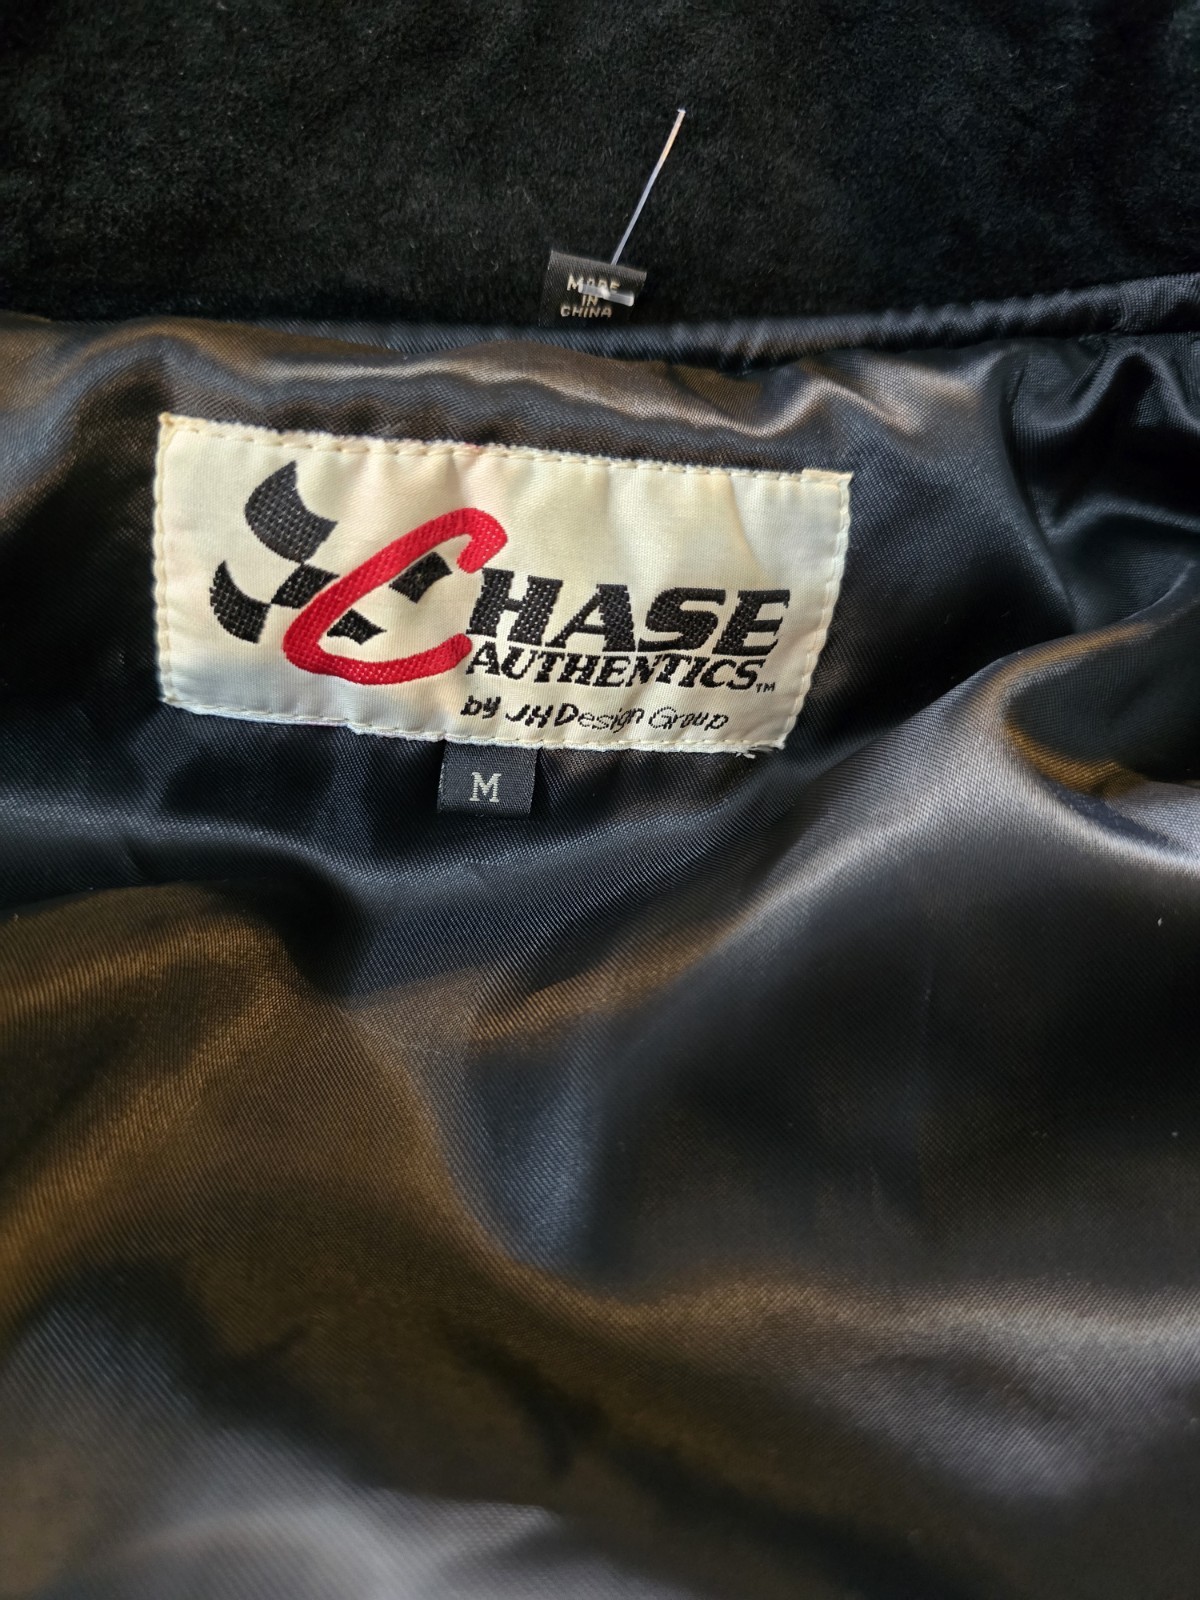 MADE
IN
CHINA
CHASE
AUTHENTICS™
by JH Design Group
M